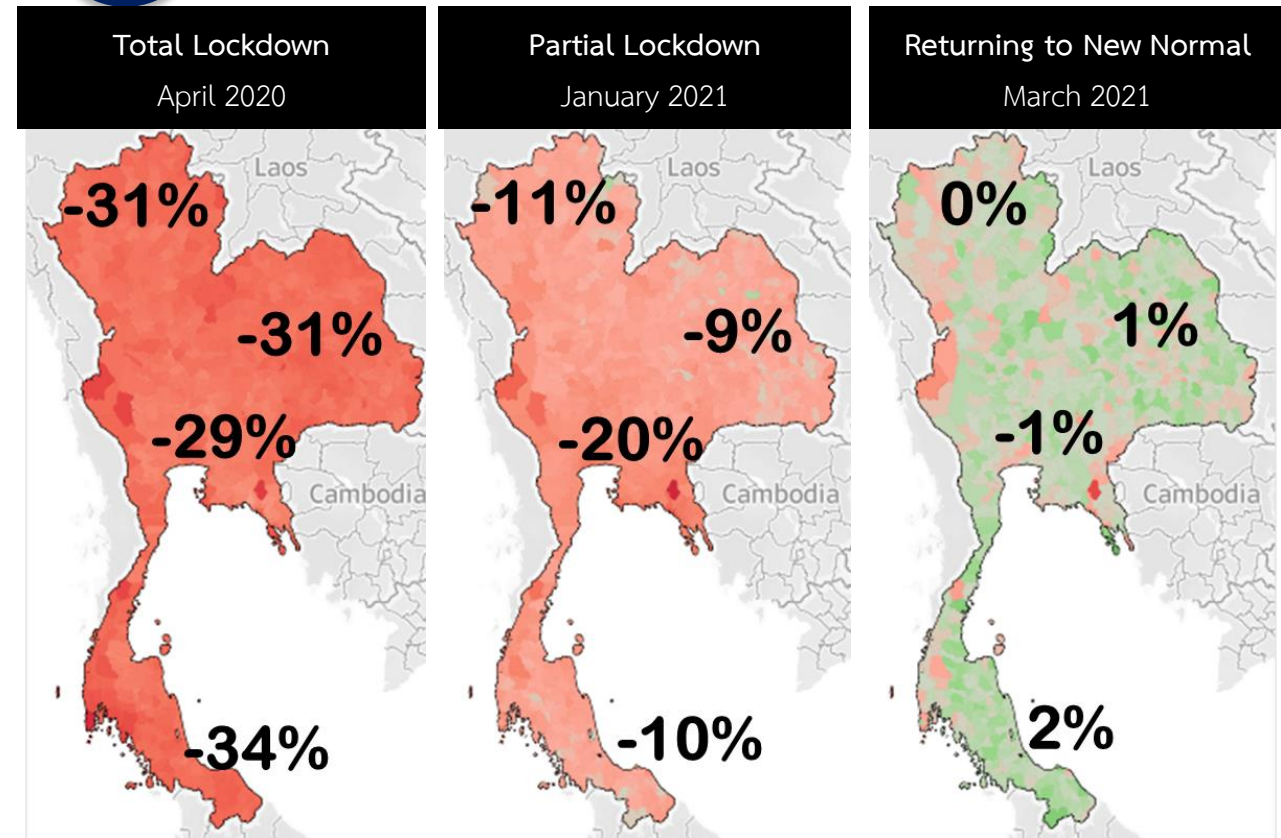 Total Lockdown
April 2020
Laos
-31%
-31%
-29%
Cambodia
-34%
Partial Lockdown
January 2021
Laos
-11%
-9%
-20%
Cambodia
-10%
Returning to New Normal
March 2021
Laos
0%
1%
-1%
Cambodia
2%